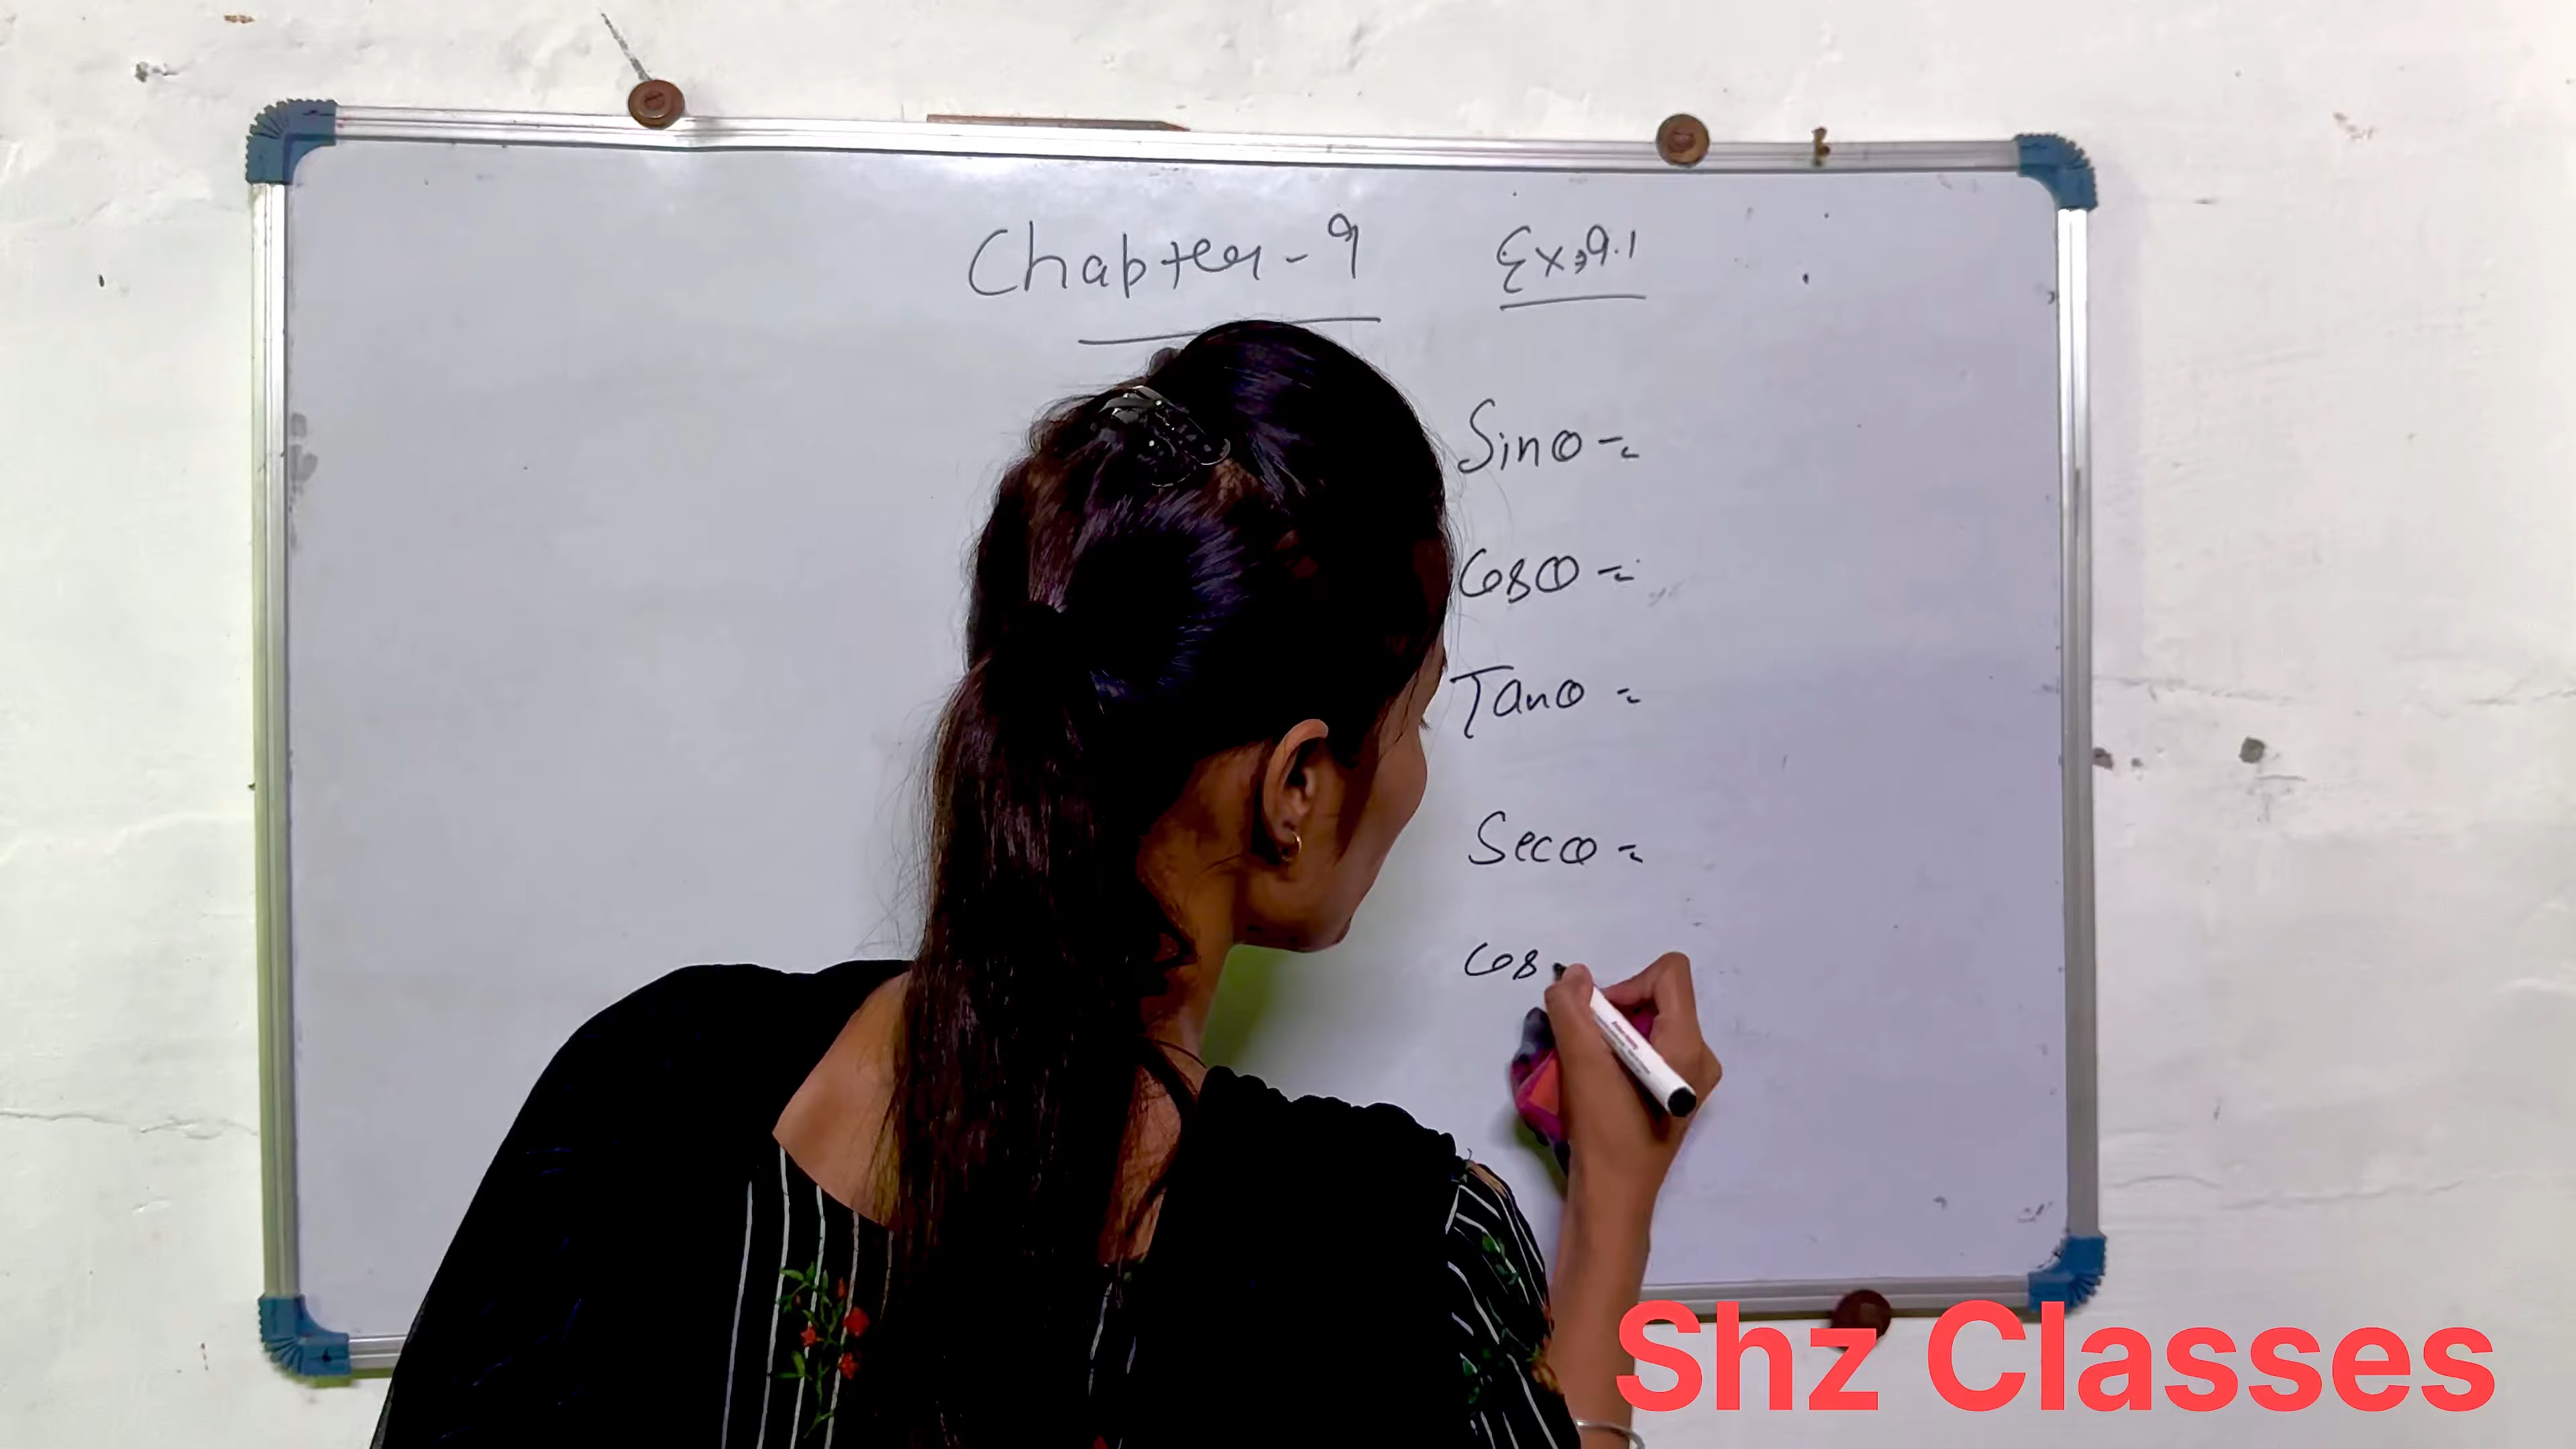 Chapter-9 Ex:9.1
Sinθ=
Cosθ=
Tanθ=
Secθ=
Cos
Shz Classes